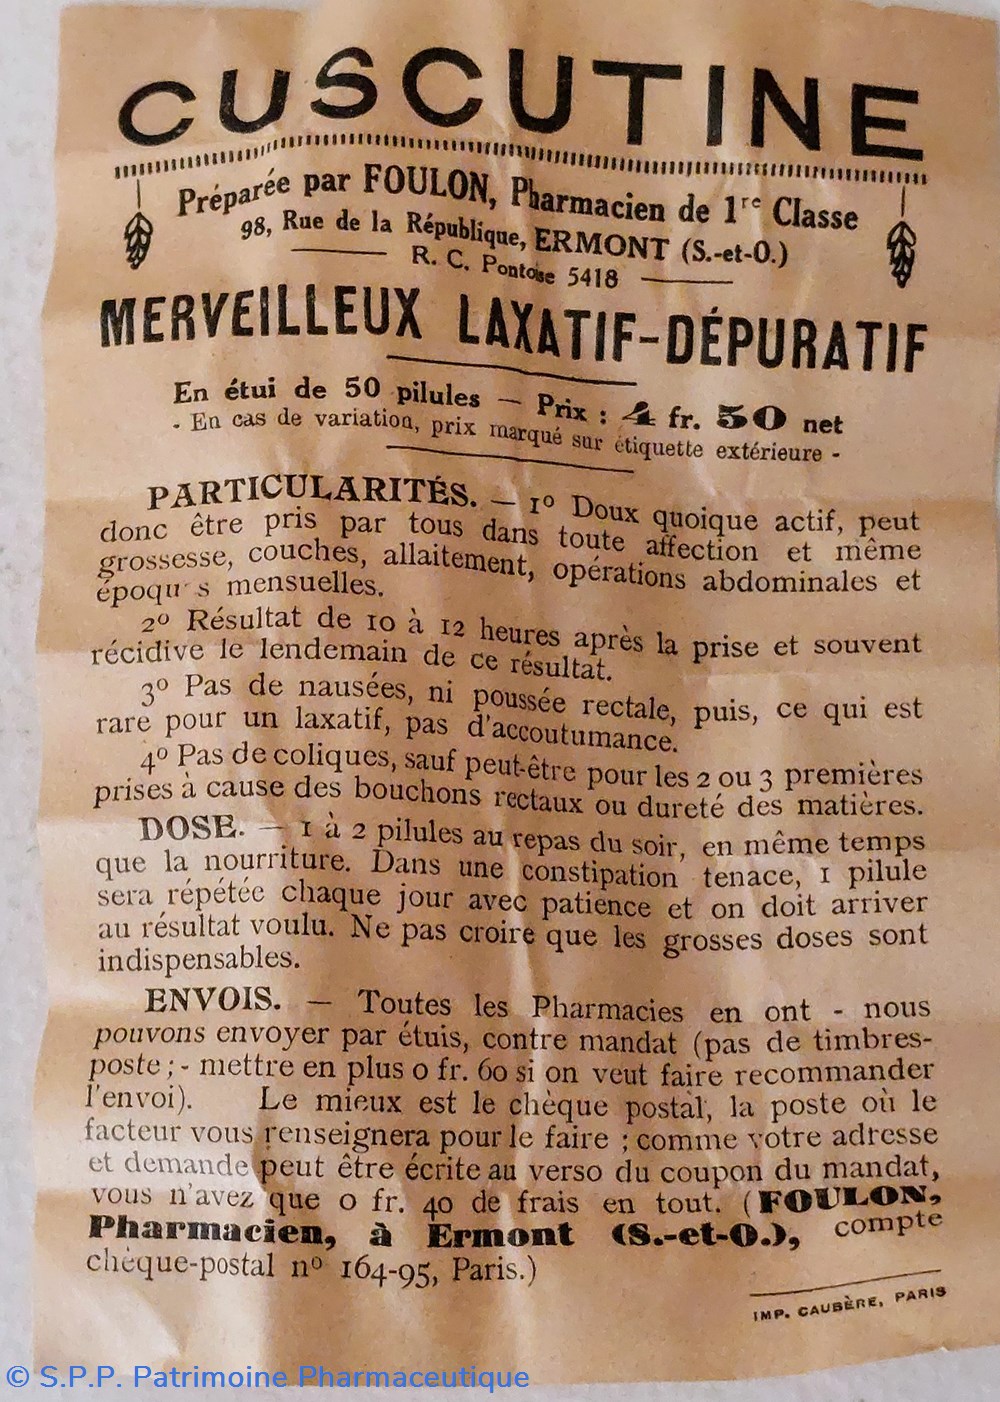 CUSCUTINE
Préparée par FOULON, Pharmacien de 1re Classe
98, Rue de la République, ERMONT (S.-et-O.)
R. C. Pontoise 5418
MERVEILLEUX LAXATIF-DÉPURATIF
En étui de 50 pilules — Prix : 4 fr. 50 net
- En cas de variation, prix marqué sur étiquette extérieure -
PARTICULARITÉS. — 1º Doux quoique actif, peut
donc être pris par tous dans toute affection et même
grossesse, couches, allaitement, opérations abdominales et
époqu s mensuelles.
2º Résultat de 10 à 12 heures après la prise et souvent
récidive le lendemain de ce résultat.
3º Pas de nausées, ni poussée rectale, puis, ce qui est
rare pour un laxatif, pas d'accoutumance.
4º Pas de coliques, sauf peut-être pour les 2 ou 3 premières
prises à cause des bouchons rectaux ou dureté des matières.
DOSE. — 1 à 2 pilules au repas du soir, en même temps
que la nourriture. Dans une constipation tenace, 1 pilule
sera répétée chaque jour avec patience et on doit arriver
au résultat voulu. Ne pas croire que les grosses doses sont
indispensables.
ENVOIS. — Toutes les Pharmacies en ont - nous
pouvons envoyer par étuis, contre mandat (pas de timbres-
poste ; - mettre en plus 0 fr. 60 si on veut faire recommander
l'envoi). Le mieux est le chèque postal, la poste où le
facteur vous renseignera pour le faire ; comme votre adresse
et demande peut être écrite au verso du coupon du mandat,
vous n'avez que 0 fr. 40 de frais en tout. (FOULON,
Pharmacien, à Ermont (S.-et-O.), compte
chèque-postal nº 164-95, Paris.)
IMP. CAUBÈRE, PARIS
© S.P.P. Patrimoine Pharmaceutique